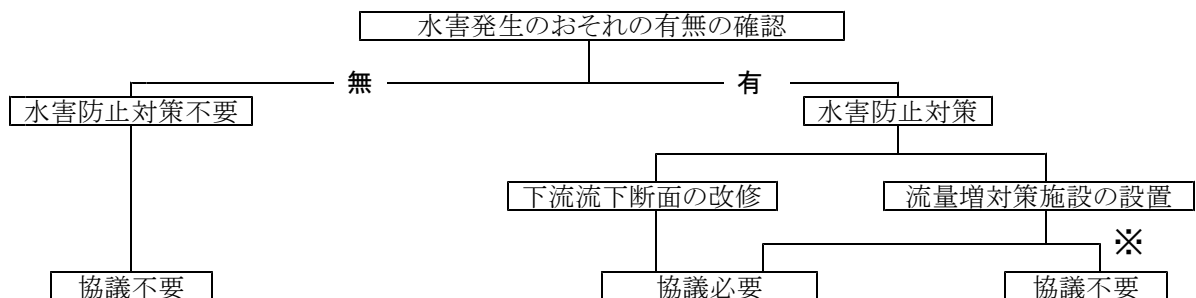 水害発生のおそれの有無の確認
無
有
水害防止対策不要
水害防止対策
下流流下断面の改修
流量増対策施設の設置
※
協議不要
協議必要
協議不要